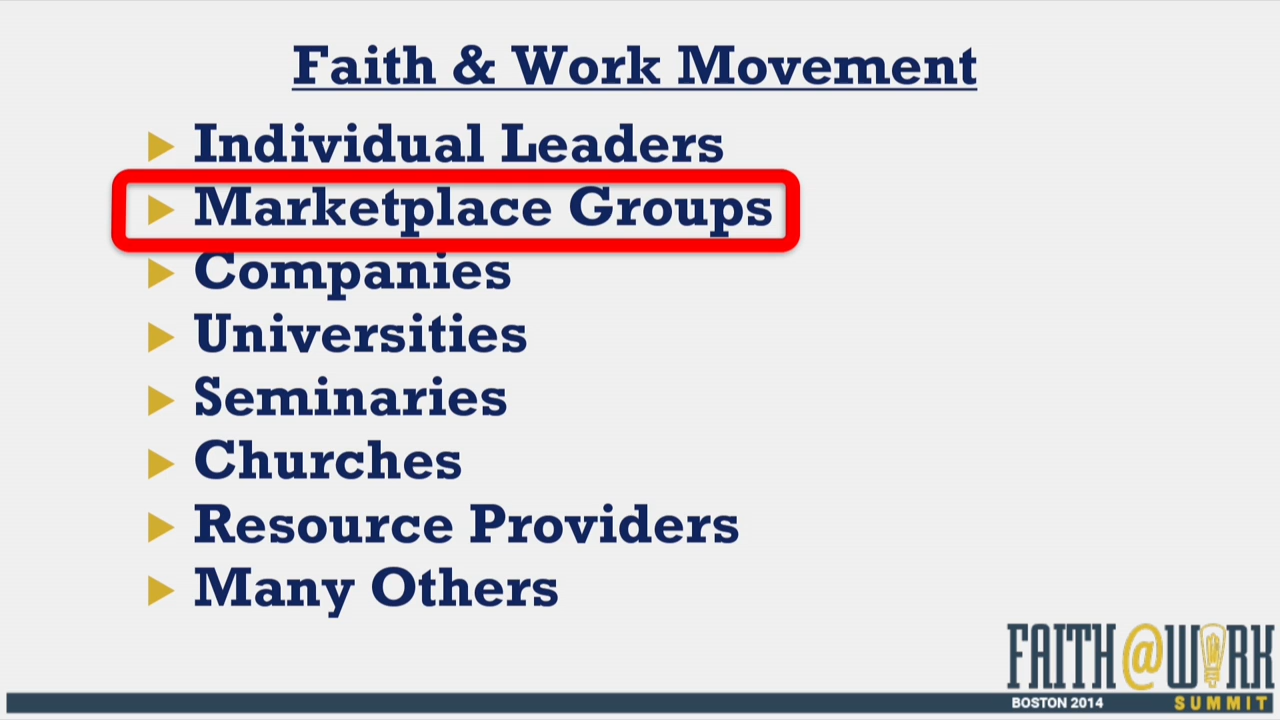 Faith & Work Movement
Individual Leaders
Marketplace Groups
Companies
Universities
Seminaries
Churches
Resource Providers
Many Others
FAITH@WORK
BOSTON 2014 SUMMIT